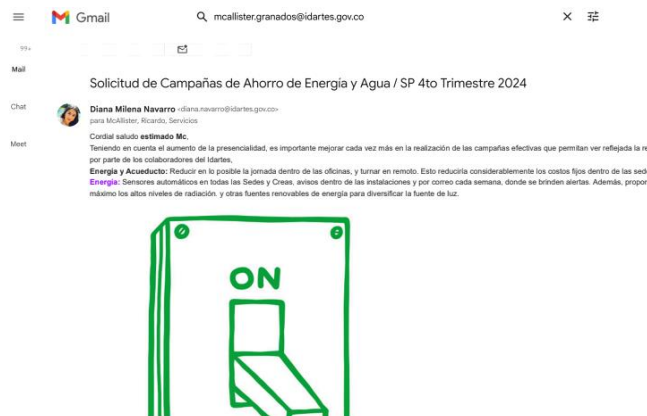 Gmail
mcallister.granados@idartes.gov.co
99+
Mail
Chat
Meet
Solicitud de Campañas de Ahorro de Energía y Agua / SP 4to Trimestre 2024
Diana Milena Navarro <diana.navarro@idartes.gov.co>
para McAllister, Ricardo, Servicios
Cordial saludo estimado Mc,
Teniendo en cuenta el aumento de la presencialidad, es importante mejorar cada vez más en la realización de las campañas efectivas que permitan ver reflejada la
por parte de los colaboradores del Idartes,
Energía y Acueducto: Reducir en lo posible la jornada dentro de las oficinas, y turnar en remoto. Esto reduciría considerablemente los costos fijos dentro de las
Energía: Sensores automáticos en todas las Sedes y Creas, avisos dentro de las instalaciones y por correo cada semana, donde se brinden alertas. Además,
máximo los altos niveles de radiación. y otras fuentes renovables de energía para diversificar la fuente de luz.
ON